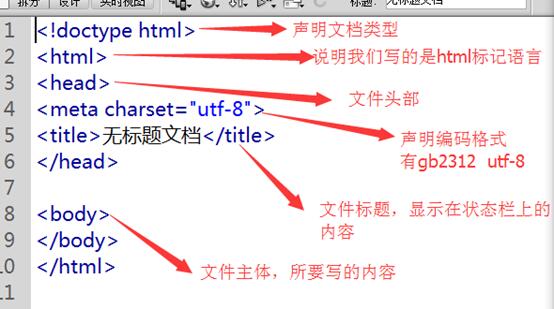 拆分 设计 实时视图 标题: 无标题文档
1 <!doctype html> 声明文档类型
2 <html> 说明我们写的是html标记语言
3 <head> 文件头部
4 <meta charset="utf-8">
5 <title>无标题文档</title>
声明编码格式
有gb2312 utf-8
6 </head>
7
文件标题，显示在状态栏上的
内容
8 <body>
9 </body>
10 </html>
文件主体，所要写的内容
11